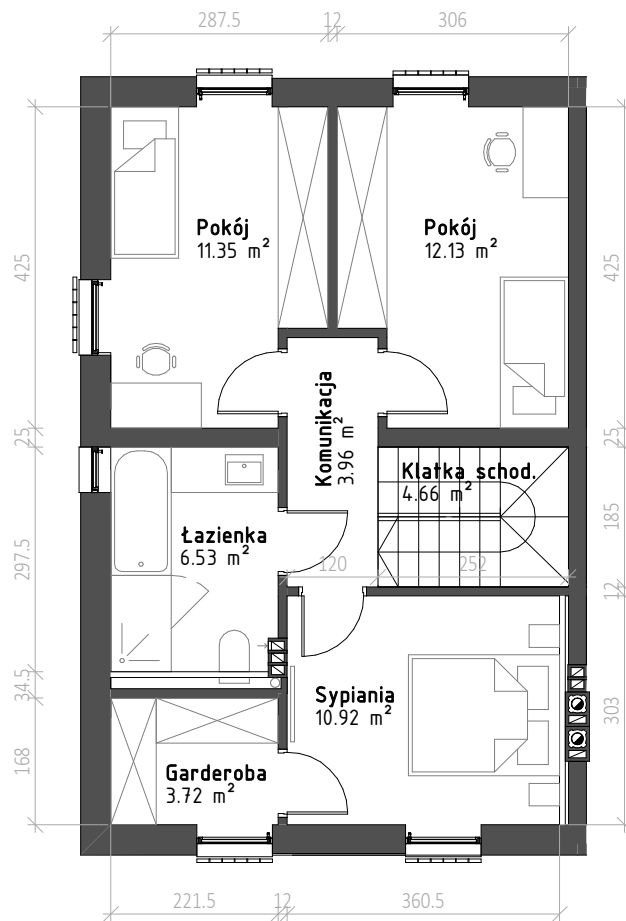 287.5
12
306
Pokój
11.35 m²
Pokój
12.13 m²
425
425
Komunikacja
3.96 m²
25
25
Klatka schod.
4.66 m²
Łazienka
6.53 m²
185
297.5
120
252
12
34.5
Sypialnia
10.92 m²
303
168
Garderoba
3.72 m²
221.5
12
360.5